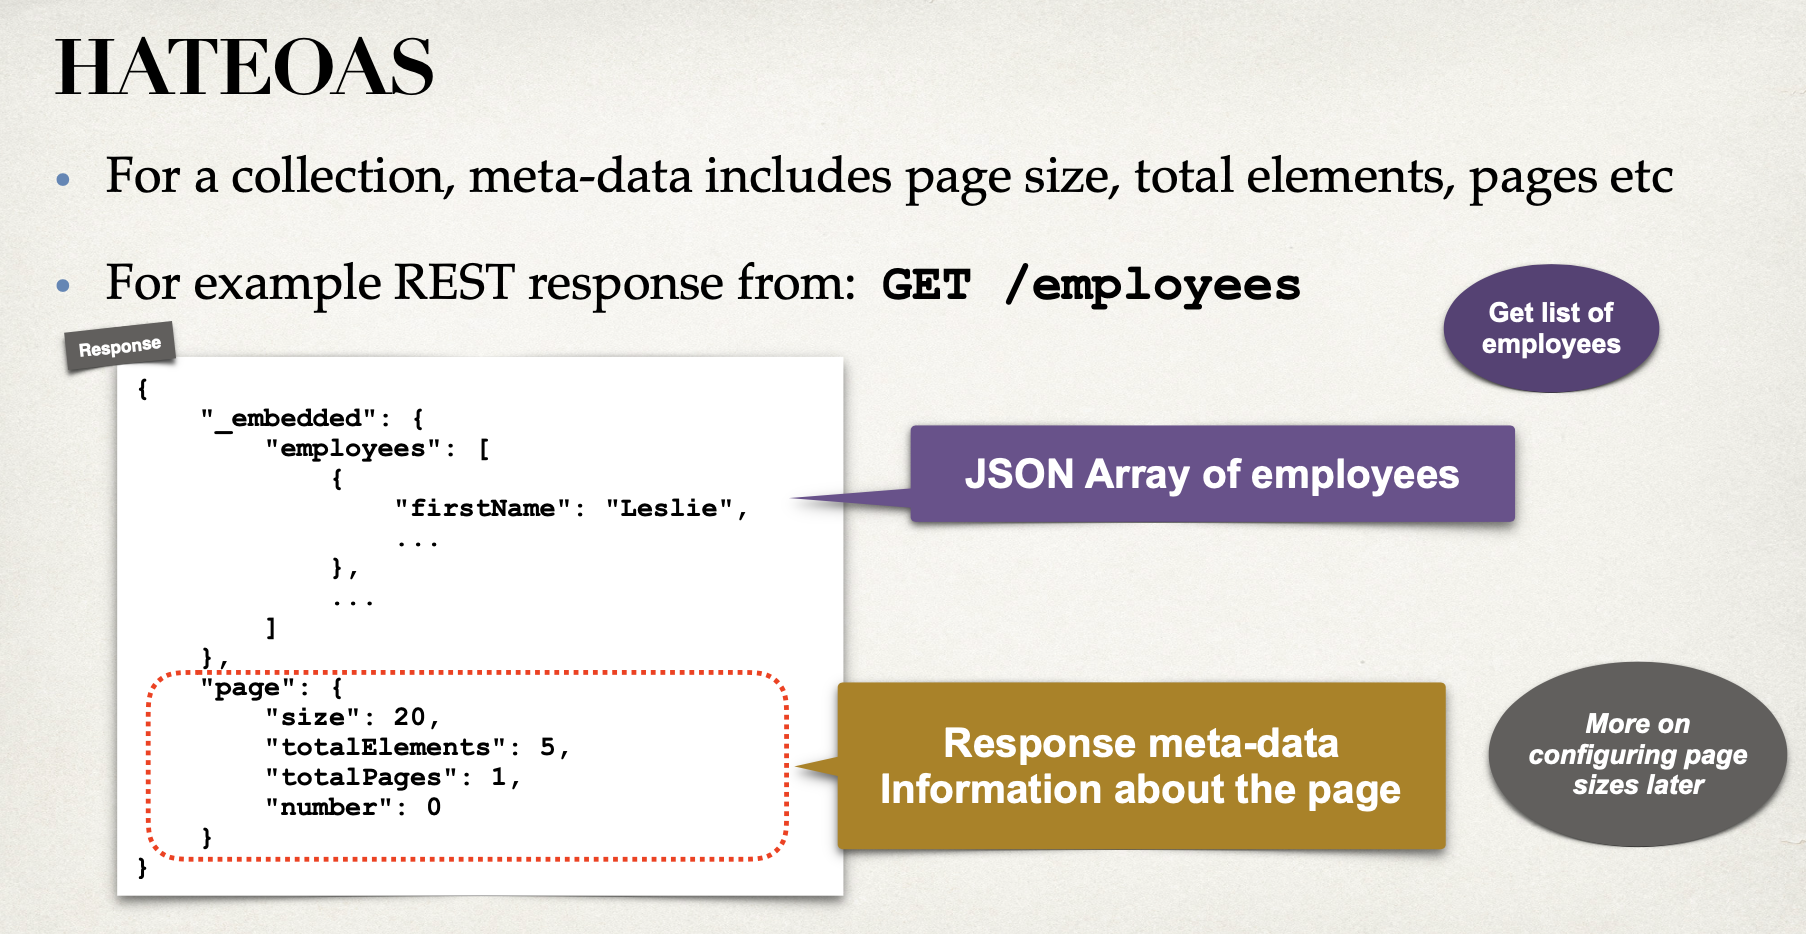 HATEOAS
• For a collection, meta-data includes page size, total elements, pages etc
• For example REST response from: GET /employees
Get list of
employees
Response
{
    "_embedded": {
        "employees": [
            {
                "firstName": "Leslie",
                ...
            },
            ...
        ]
    },
    "page": {
        "size": 20,
        "totalElements": 5,
        "totalPages": 1,
        "number": 0
    }
}
JSON Array of employees
Response meta-data
Information about the page
More on
configuring page
sizes later